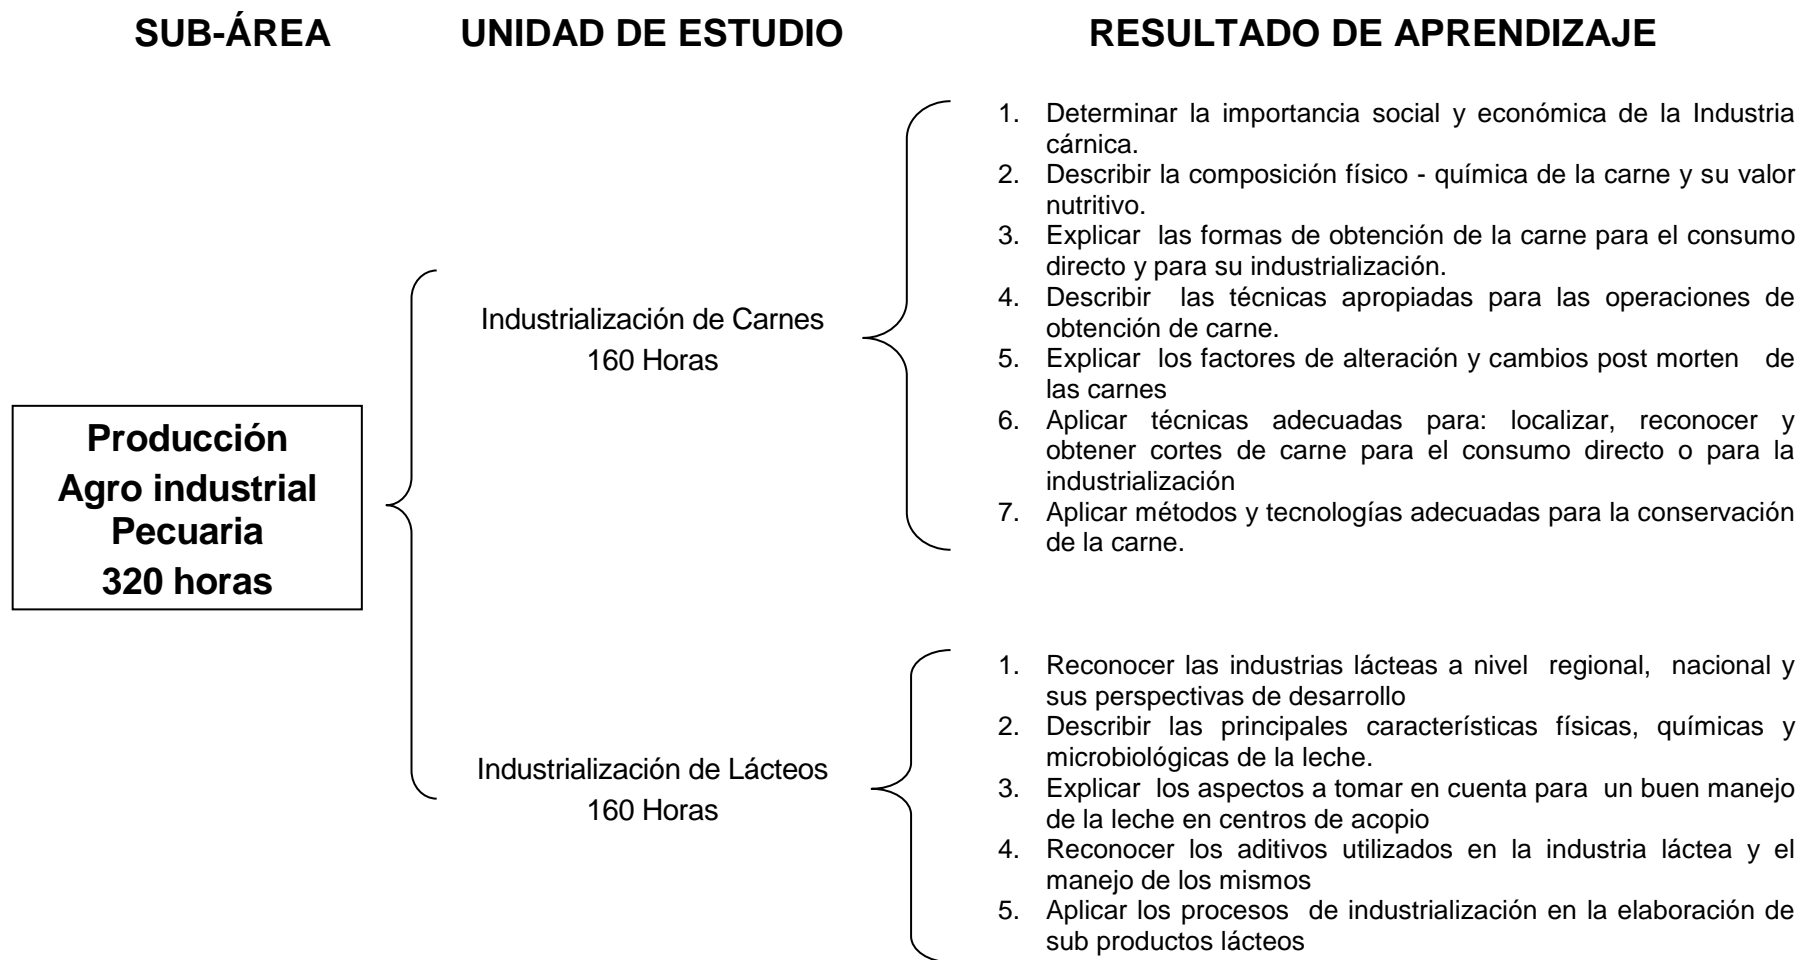 SUB-ÁREA UNIDAD DE ESTUDIO RESULTADO DE APRENDIZAJE
Producción
Agro industrial
Pecuaria
320 horas
Industrialización de Carnes
160 Horas
1. Determinar la importancia social y económica de la Industria
cárnica.
2. Describir la composición físico - química de la carne y su valor
nutritivo.
3. Explicar las formas de obtención de la carne para el consumo
directo y para su industrialización.
4. Describir las técnicas apropiadas para las operaciones de
obtención de carne.
5. Explicar los factores de alteración y cambios post morten de
las carnes
6. Aplicar técnicas adecuadas para: localizar, reconocer y
obtener cortes de carne para el consumo directo o para la
industrialización
7. Aplicar métodos y tecnologías adecuadas para la conservación
de la carne.
Industrialización de Lácteos
160 Horas
1. Reconocer las industrias lácteas a nivel regional, nacional y
sus perspectivas de desarrollo
2. Describir las principales características físicas, químicas y
microbiológicas de la leche.
3. Explicar los aspectos a tomar en cuenta para un buen manejo
de la leche en centros de acopio
4. Reconocer los aditivos utilizados en la industria láctea y el
manejo de los mismos
5. Aplicar los procesos de industrialización en la elaboración de
sub productos lácteos